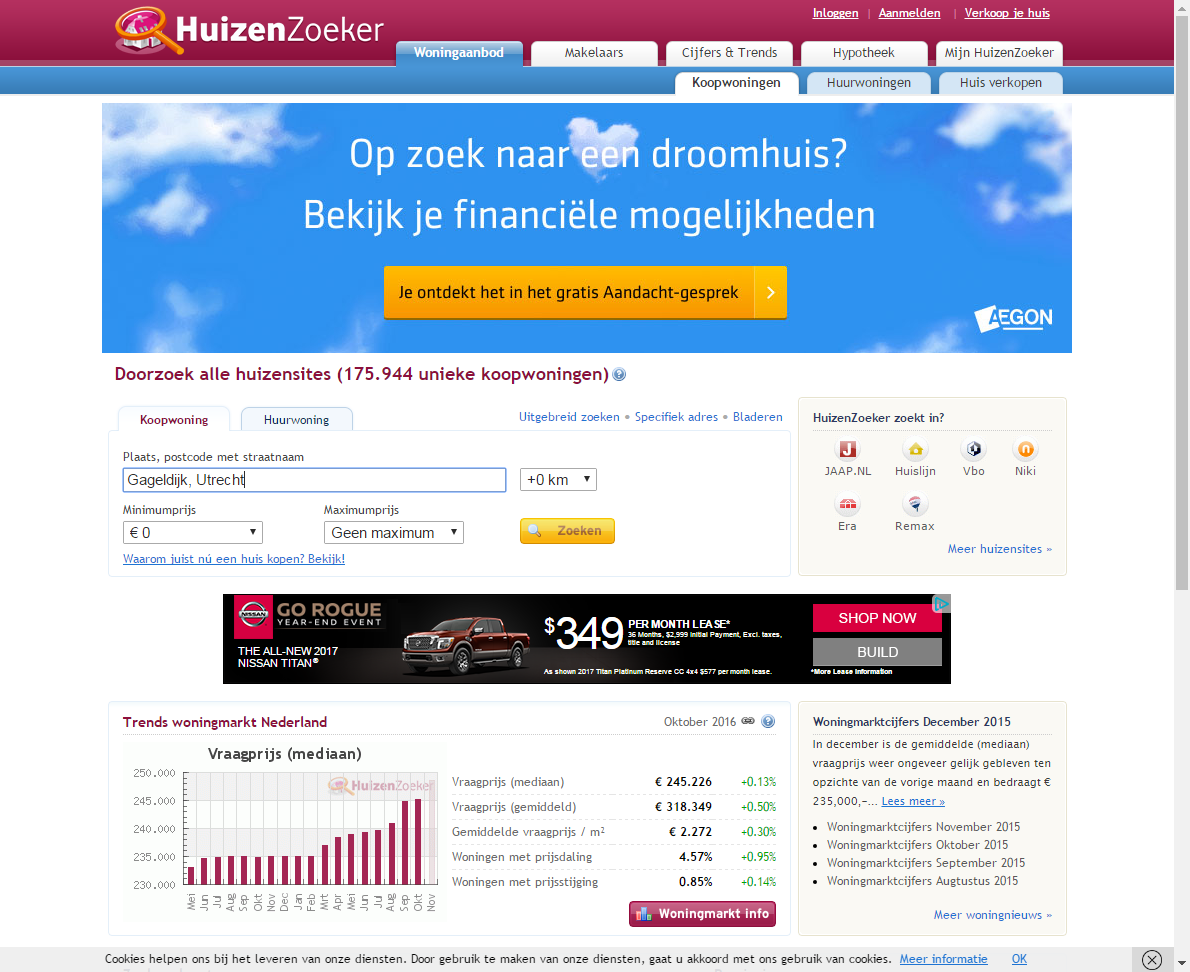 HuizenZoeker
Inloggen | Aanmelden | Verkoop je huis
Woningaanbod Makelaars Cijfers & Trends Hypotheek Mijn HuizenZoeker
Koopwoningen Huurwoningen Huis verkopen
Op zoek naar een droomhuis?
Bekijk je financiële mogelijkheden
Je ontdekt het in het gratis Aandacht-gesprek
AEGON
Doorzoek alle huizensites (175.944 unieke koopwoningen)
Koopwoning Huurwoning Uitgebreid zoeken • Specifiek adres • Bladeren
Plaats, postcode met straatnaam
Gageldijk, Utrecht +0 km
Minimumprijs Maximumprijs
€ 0 Geen maximum Zoeken
Waarom juist nú een huis kopen? Bekijk!
HuizenZoeker zoekt in?
JAAP.NL Huislijn Vbo Niki
Era Remax
Meer huizensites »
NISSAN
GO ROGUE
YEAR-END EVENT
THE ALL-NEW 2017
NISSAN TITAN®
$349 PER MONTH LEASE*
36 Months, $2,999 Initial Payment, Excl. taxes,
title and license
As shown 2017 Titan Platinum Reserve CC 4x4 $577 per month lease.
SHOP NOW
BUILD
*More Lease Information
Trends woningmarkt Nederland Oktober 2016
Vraagprijs (mediaan)
HuizenZoeker
250.000
245.000
240.000
235.000
230.000
Mei Jun Jul Aug Sep Okt Nov Dec Jan Feb Mrt Apr Mei Jun Jul Aug Sep Okt Nov
Vraagprijs (mediaan) € 245.226 +0.13%
Vraagprijs (gemiddeld) € 318.349 +0.50%
Gemiddelde vraagprijs / m² € 2.272 +0.30%
Woningen met prijsdaling 4.57% +0.95%
Woningen met prijsstijging 0.85% +0.14%
Woningmarkt info
Woningmarktcijfers December 2015
In december is de gemiddelde (mediaan)
vraagprijs weer ongeveer gelijk gebleven ten
opzichte van de vorige maand en bedraagt €
235,000,–... Lees meer »
• Woningmarktcijfers November 2015
• Woningmarktcijfers Oktober 2015
• Woningmarktcijfers September 2015
• Woningmarktcijfers Augtustus 2015
Meer woningnieuws »
Cookies helpen ons bij het leveren van onze diensten. Door gebruik te maken van onze diensten, gaat u akkoord met ons gebruik van cookies. Meer informatie OK